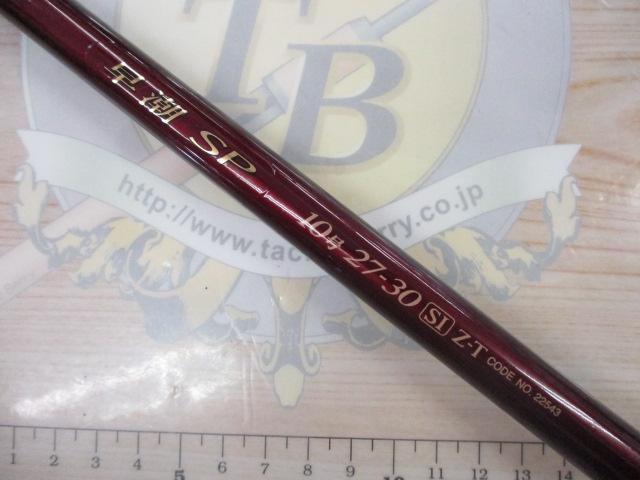 早潮 SP
10号 27-30 SI Z-T CODE NO. 22543
TB
http://www.tac rry.co.jp
1 2 3 4 5 6 7 8 9 10 11 12 13 14